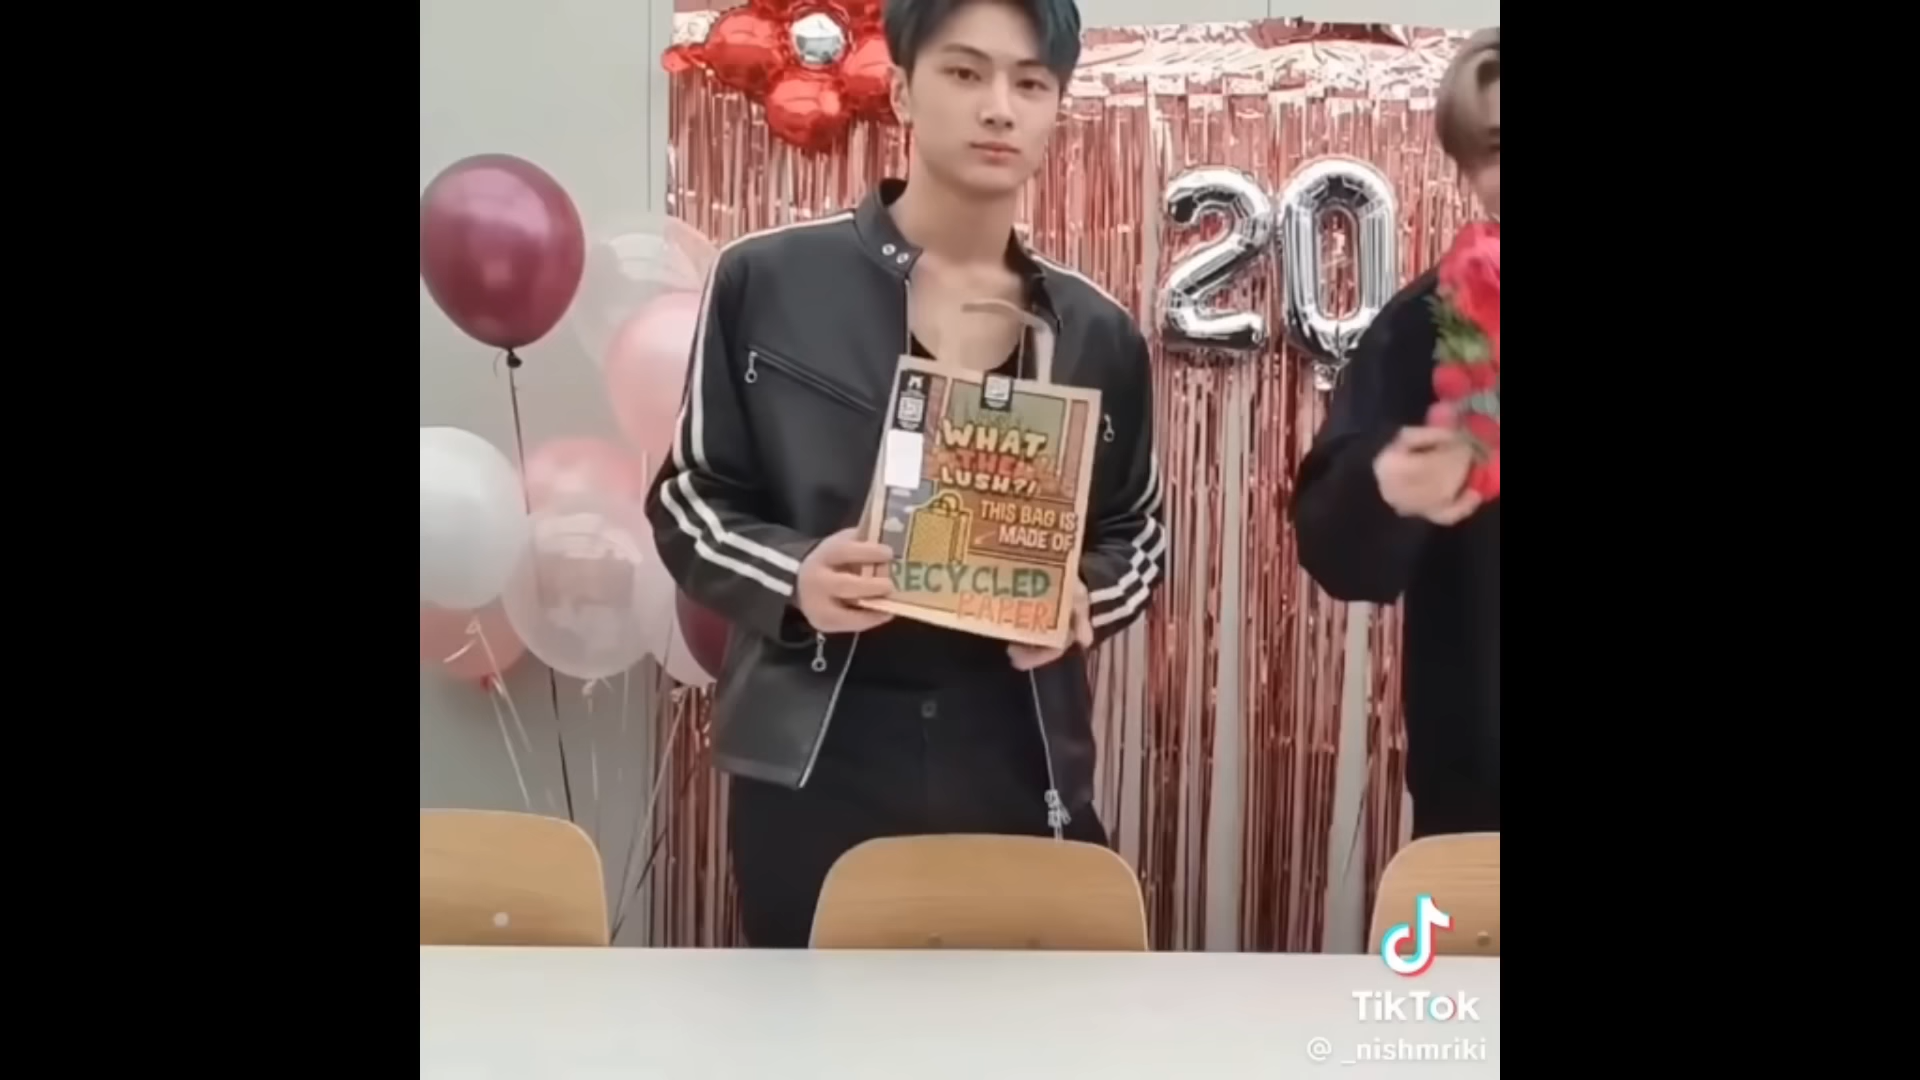 20
WHAT
THE
LUSH?!
THIS BAG IS
MADE OF
RECYCLED
PAPER
TikTok
@ _nishmriki